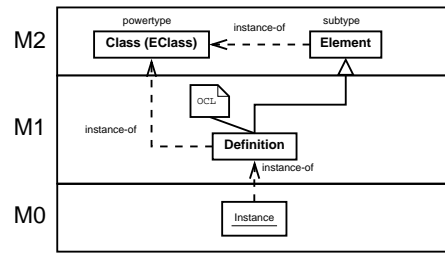 powertype
subtype
M2
Class (EClass)
instance-of
Element
OCL
M1
instance-of
Definition
instance-of
M0
Instance